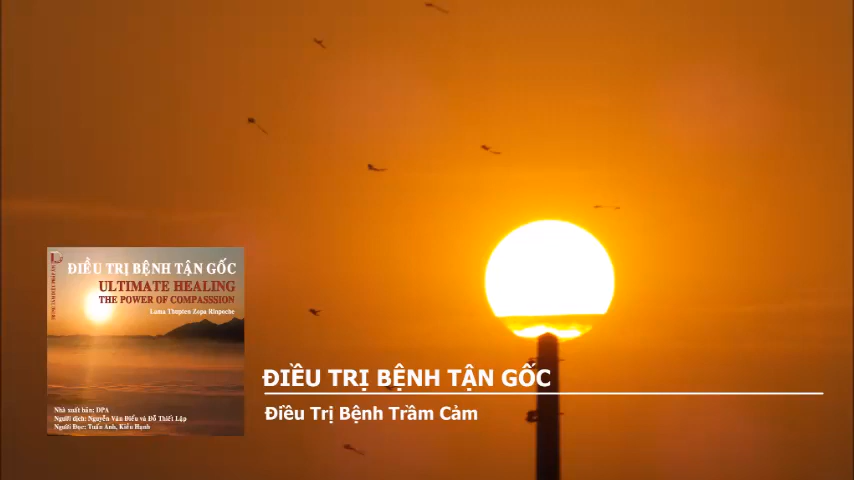 ĐIỀU TRỊ BỆNH TẬN GỐC
ULTIMATE HEALING
THE POWER OF COMPASSSION
Lama Thupten Zopa Rinpoche
Nhà xuất bản: DPA
Người dịch: Nguyễn Văn Điểu và Đỗ Thiết Lập
Người Đọc: Tuấn Anh, Kiều Hạnh
ĐIỀU TRỊ BỆNH TẬN GỐC
Điều Trị Bệnh Trầm Cảm